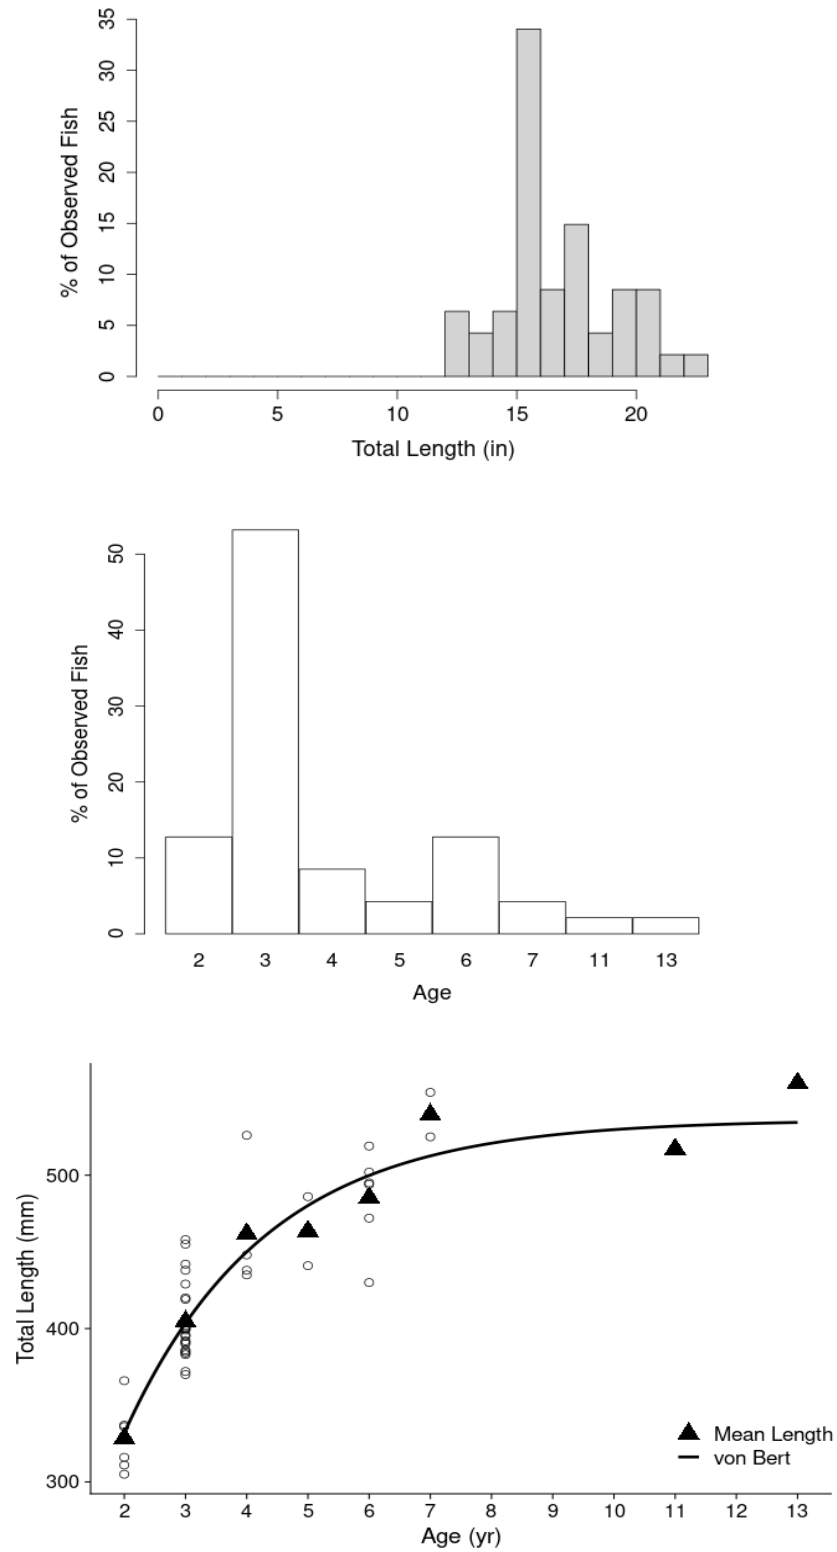 35
30
25
20
15
10
5
0
% of Observed Fish
0 5 10 15 20
Total Length (in)
50
40
30
20
10
0
% of Observed Fish
2 3 4 5 6 7 11 13
Age
500
400
300
Total Length (mm)
Mean Length
von Bert
2 3 4 5 6 7 8 9 10 11 12 13
Age (yr)